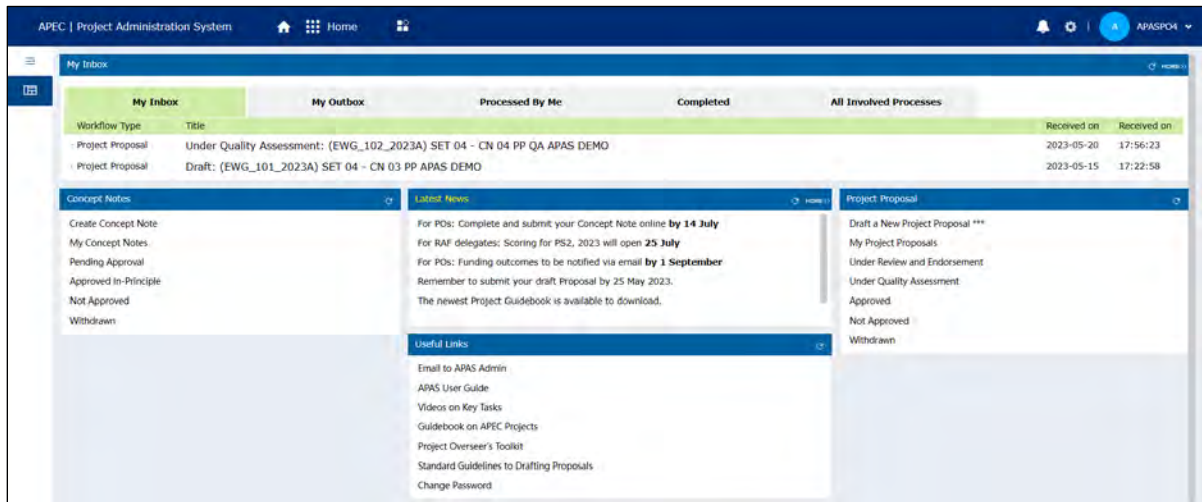 APEC | Project Administration System Home A APASPO4
My Inbox HOME
My Inbox My Outbox Processed By Me Completed All Involved Processes
Workflow Type Title Received on Received on
Project Proposal Under Quality Assessment: (EWG_102_2023A) SET 04 - CN 04 PP QA APAS DEMO 2023-05-20 17:56:23
Project Proposal Draft: (EWG_101_2023A) SET 04 - CN 03 PP APAS DEMO 2023-05-15 17:22:58
Concept Notes
Create Concept Note
My Concept Notes
Pending Approval
Approved In-Principle
Not Approved
Withdrawn
Latest News
For POs: Complete and submit your Concept Note online by 14 July
For RAF delegates: Scoring for PS2, 2023 will open 25 July
For POs: Funding outcomes to be notified via email by 1 September
Remember to submit your draft Proposal by 25 May 2023.
The newest Project Guidebook is available to download.
Useful Links
Email to APAS Admin
APAS User Guide
Videos on Key Tasks
Guidebook on APEC Projects
Project Overseer's Toolkit
Standard Guidelines to Drafting Proposals
Change Password
Project Proposal
Draft a New Project Proposal ***
My Project Proposals
Under Review and Endorsement
Under Quality Assessment
Approved
Not Approved
Withdrawn